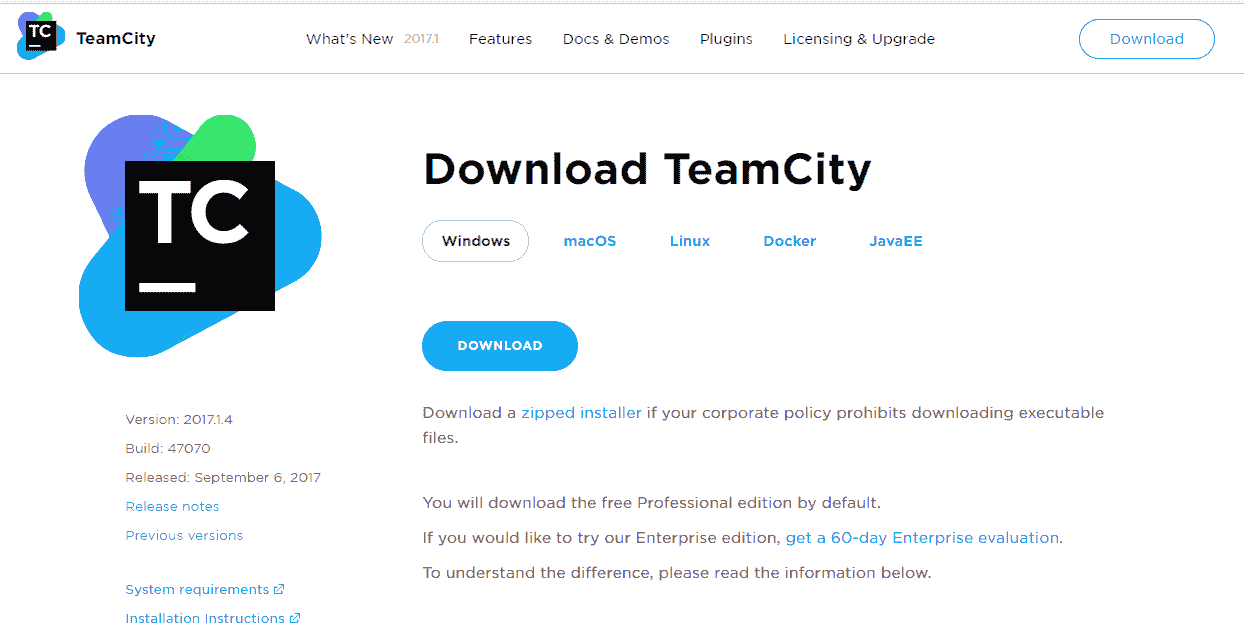 TC
TeamCity
What's New 2017.1
Features
Docs & Demos
Plugins
Licensing & Upgrade
Download
TC
Download TeamCity
Windows
macOS
Linux
Docker
JavaEE
DOWNLOAD
Download a zipped installer if your corporate policy prohibits downloading executable
files.
You will download the free Professional edition by default.
If you would like to try our Enterprise edition, get a 60-day Enterprise evaluation.
To understand the difference, please read the information below.
Version: 2017.1.4
Build: 47070
Released: September 6, 2017
Release notes
Previous versions
System requirements
Installation Instructions